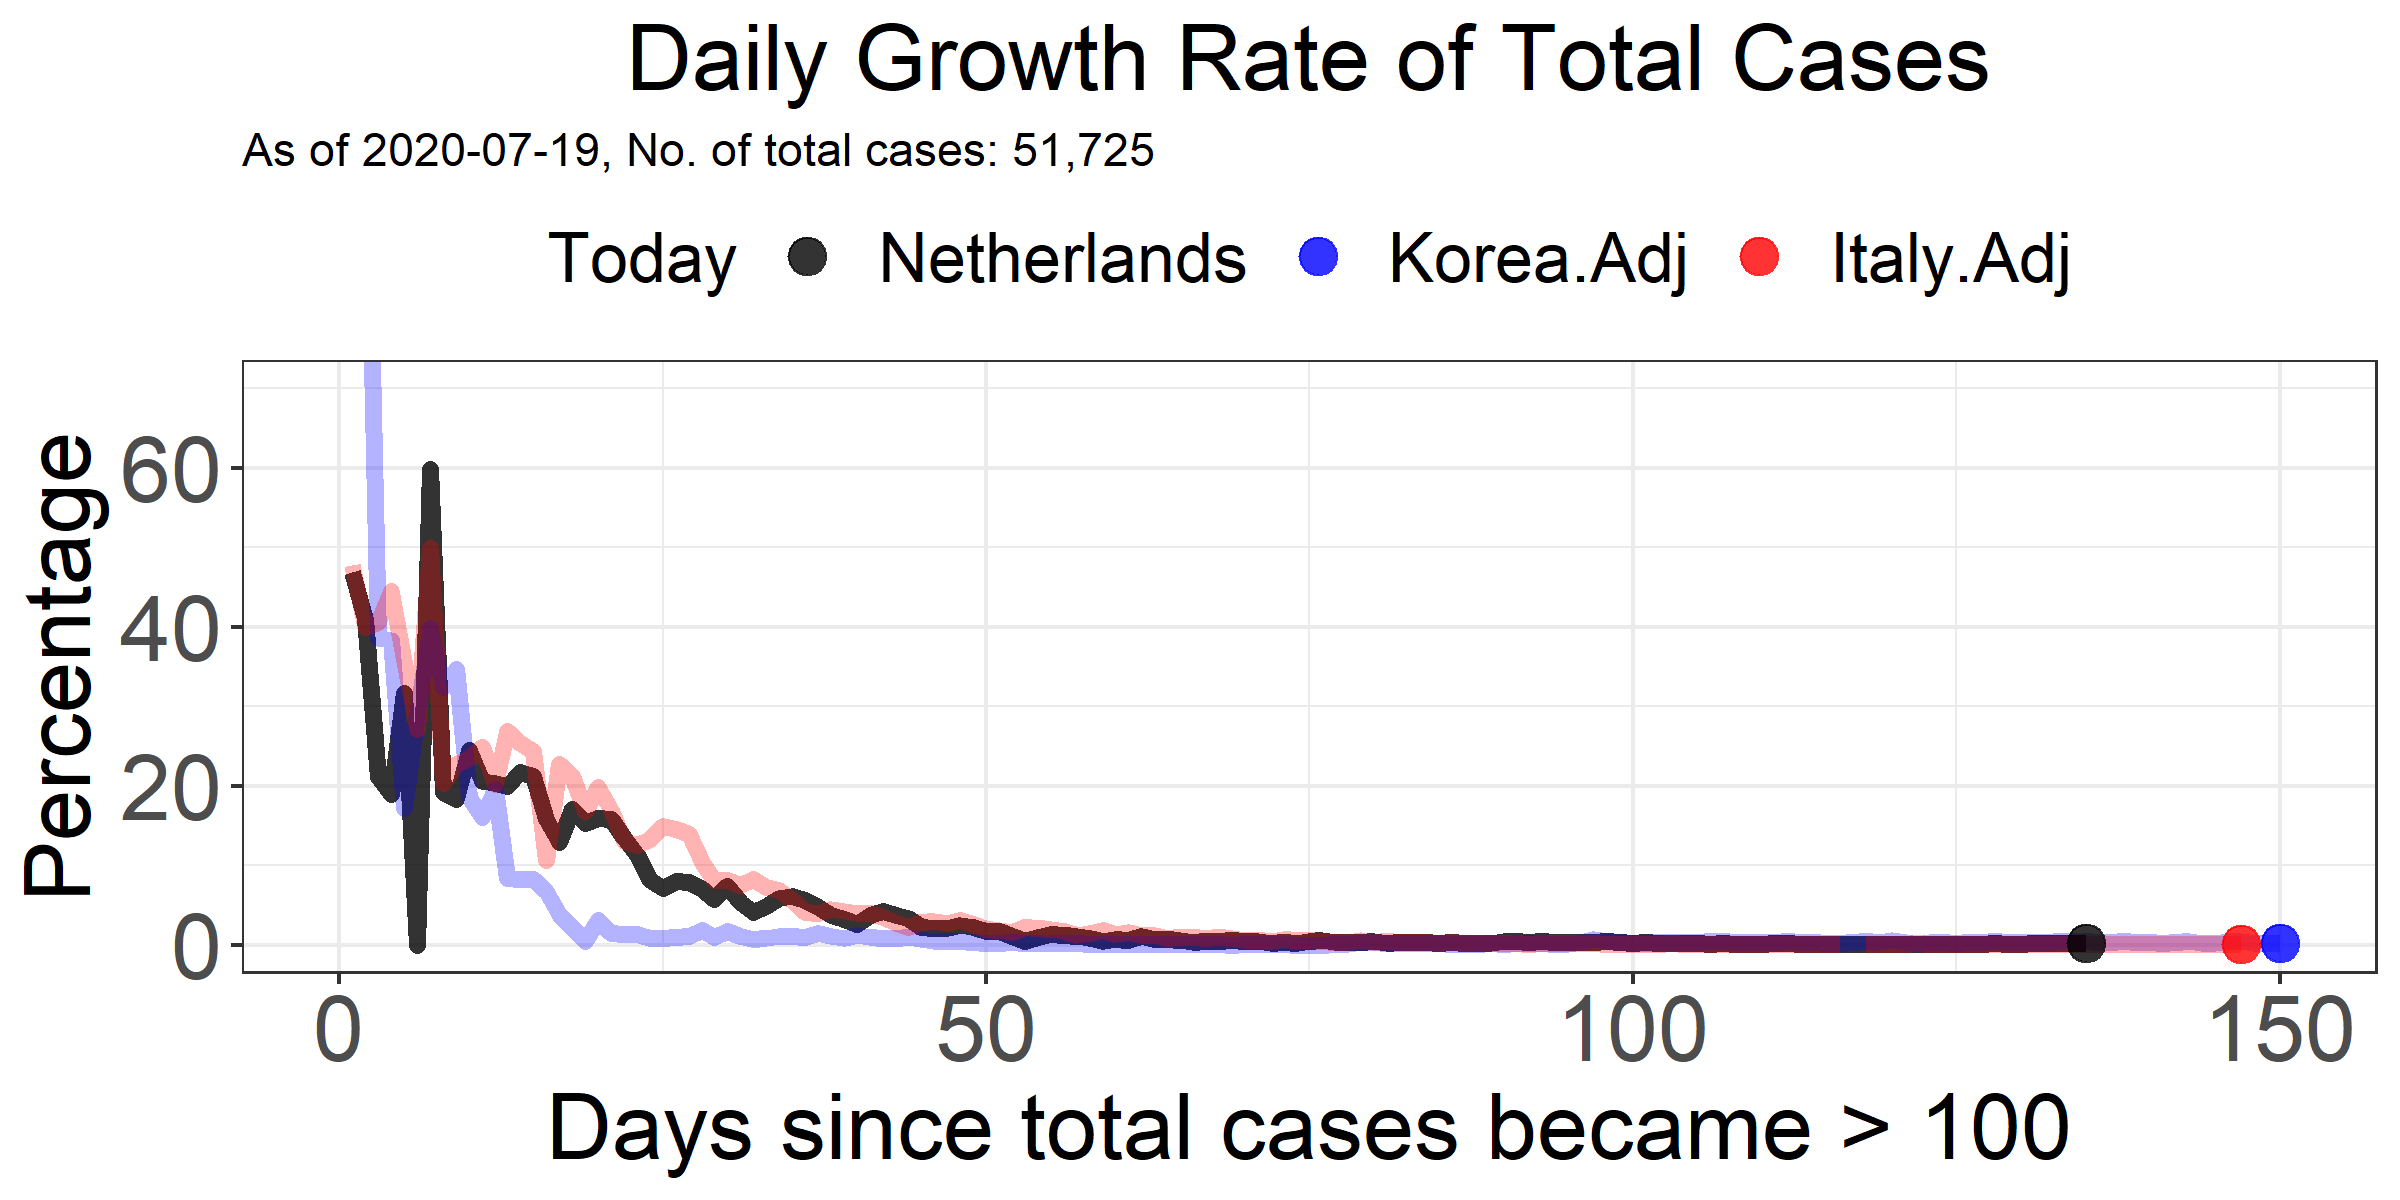 Daily Growth Rate of Total Cases
As of 2020-07-19, No. of total cases: 51,725
Today Netherlands Korea.Adj Italy.Adj
Percentage
60
40
20
0
0 50 100 150
Days since total cases became > 100